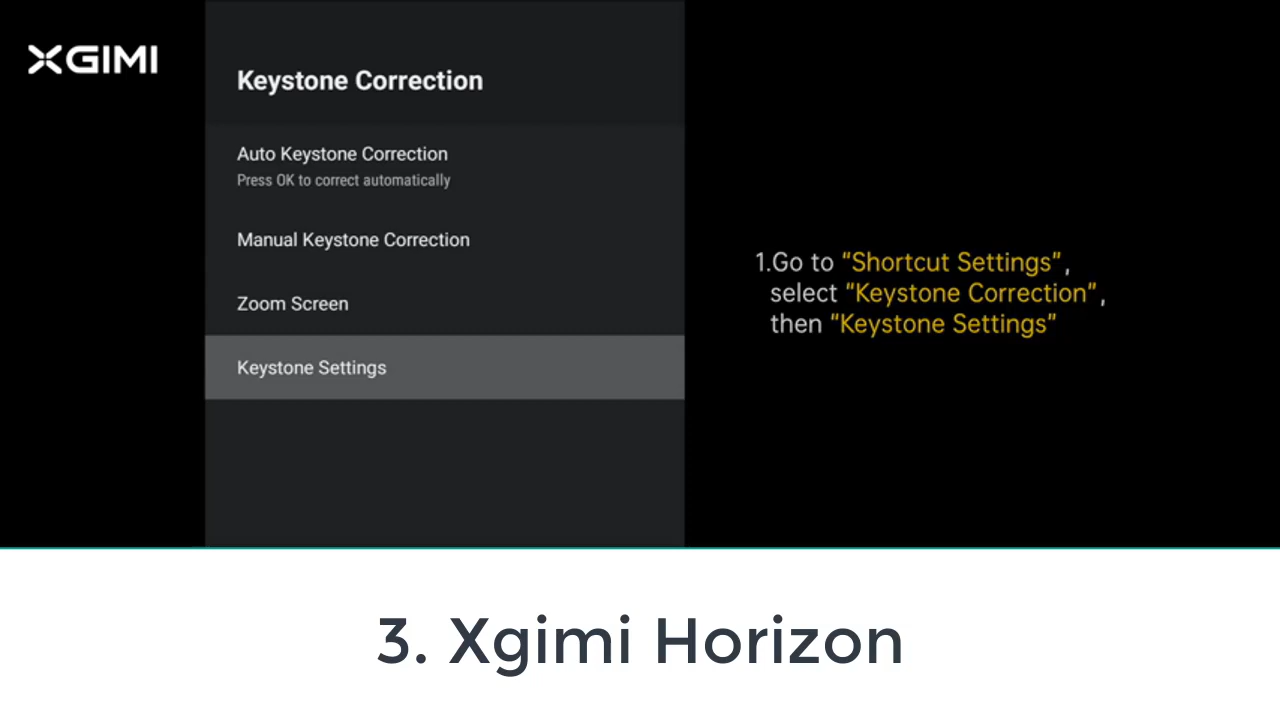 XGIMI
Keystone Correction
Auto Keystone Correction
Press OK to correct automatically
Manual Keystone Correction
Zoom Screen
Keystone Settings
1.Go to “Shortcut Settings”,
select “Keystone Correction”,
then “Keystone Settings”
3. Xgimi Horizon